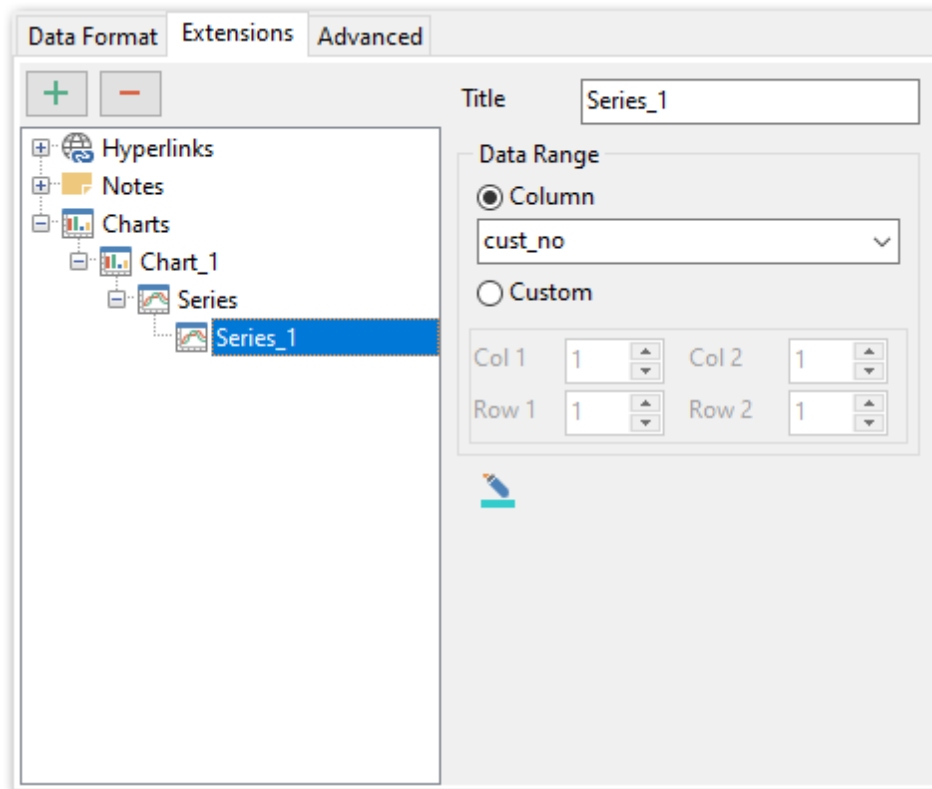 Data Format Extensions Advanced
Title Series_1
Hyperlinks
Notes
Charts
Chart_1
Series
Series_1
Data Range
Column
cust_no
Custom
Col 1 1 Col 2 1
Row 1 1 Row 2 1